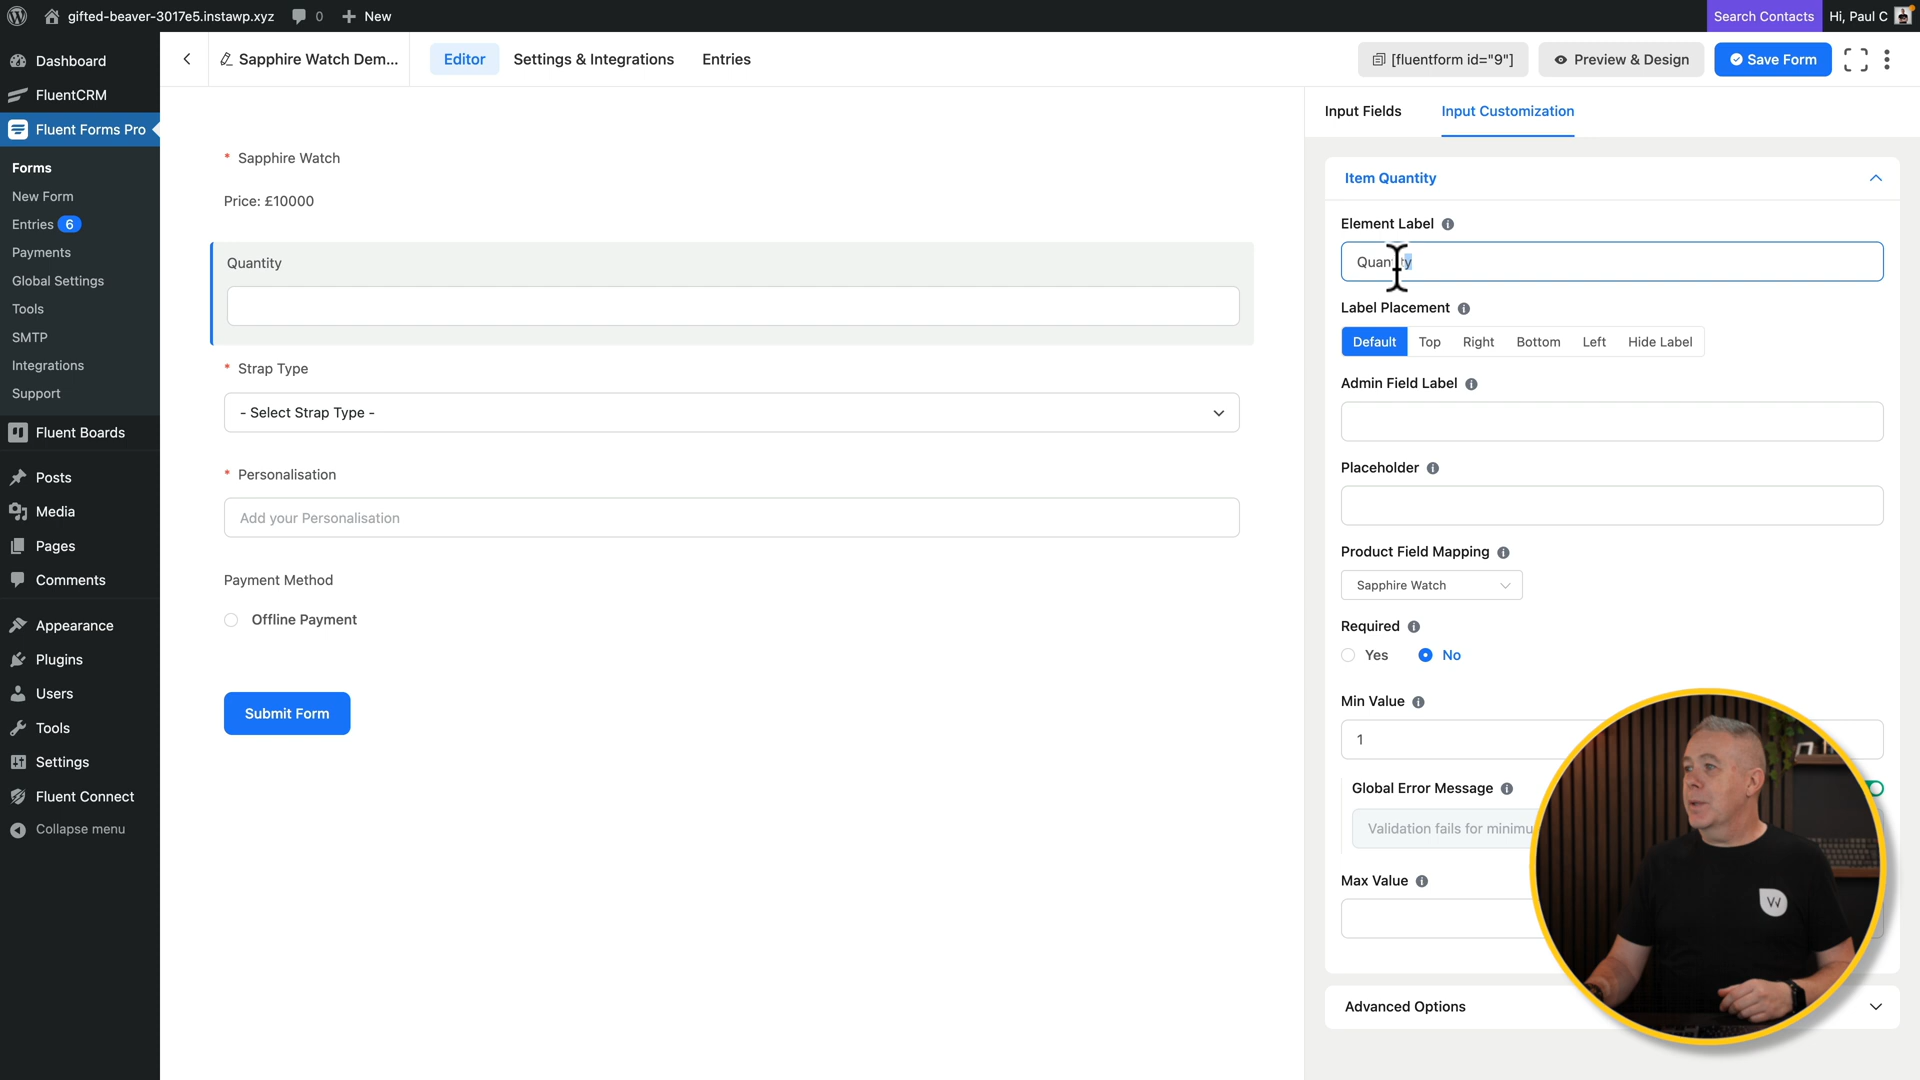 gifted-beaver-3017e5.instawp.xyz 0 New Search Contacts Hi, Paul C
Dashboard
FluentCRM
Fluent Forms Pro
Forms
New Form
Entries 6
Payments
Global Settings
Tools
SMTP
Integrations
Support
Fluent Boards
Posts
Media
Pages
Comments
Appearance
Plugins
Users
Tools
Settings
Fluent Connect
Collapse menu
Sapphire Watch Dem... Editor Settings & Integrations Entries [fluentform id="9"] Preview & Design Save Form
* Sapphire Watch
Price: £10000
Quantity
* Strap Type
- Select Strap Type -
* Personalisation
Add your Personalisation
Payment Method
Offline Payment
Submit Form
Input Fields Input Customization
Item Quantity
Element Label
Quantity
Label Placement
Default Top Right Bottom Left Hide Label
Admin Field Label
Placeholder
Product Field Mapping
Sapphire Watch
Required
Yes No
Min Value
1
Global Error Message
Validation fails for minimu
Max Value
Advanced Options
W